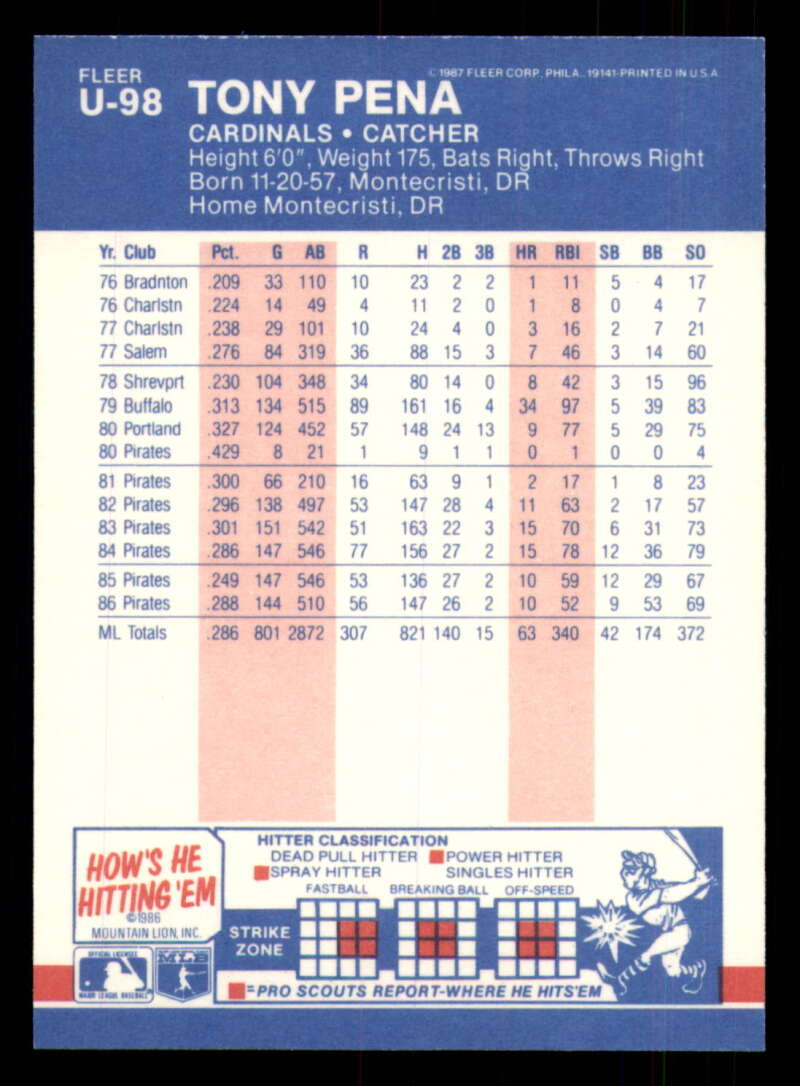 FLEER
© 1987 FLEER CORP., PHILA., 19141-PRINTED IN U.S.A.
U-98 TONY PENA
CARDINALS • CATCHER
Height 6'0", Weight 175, Bats Right, Throws Right
Born 11-20-57, Montecristi, DR
Home Montecristi, DR
Yr. Club Pct. G AB R H 2B 3B HR RBI SB BB SO
76 Bradnton .209 33 110 10 23 2 2 1 11 5 4 17
76 Charlstn .224 14 49 4 11 2 0 1 8 0 4 7
77 Charlstn .238 29 101 10 24 4 0 3 16 2 7 21
77 Salem .276 84 319 36 88 15 3 7 46 3 14 60
78 Shrevprt .230 104 348 34 80 14 0 8 42 3 15 96
79 Buffalo .313 134 515 89 161 16 4 34 97 5 39 83
80 Portland .327 124 452 57 148 24 13 9 77 5 29 75
80 Pirates .429 8 21 1 9 1 1 0 1 0 0 4
81 Pirates .300 66 210 16 63 9 1 2 17 1 8 23
82 Pirates .296 138 497 53 147 28 4 11 63 2 17 57
83 Pirates .301 151 542 51 163 22 3 15 70 6 31 73
84 Pirates .286 147 546 77 156 27 2 15 78 12 36 79
85 Pirates .249 147 546 53 136 27 2 10 59 12 29 67
86 Pirates .288 144 510 56 147 26 2 10 52 9 53 69
ML Totals .286 801 2872 307 821 140 15 63 340 42 174 372
HOW'S HE
HITTING 'EM
©1986
MOUNTAIN LION, INC.
HITTER CLASSIFICATION
DEAD PULL HITTER POWER HITTER
SPRAY HITTER SINGLES HITTER
FASTBALL BREAKING BALL OFF-SPEED
STRIKE
ZONE
=PRO SCOUTS REPORT-WHERE HE HITS 'EM
OFFICIAL LICENSEE
MAJOR LEAGUE BASEBALL
MLB